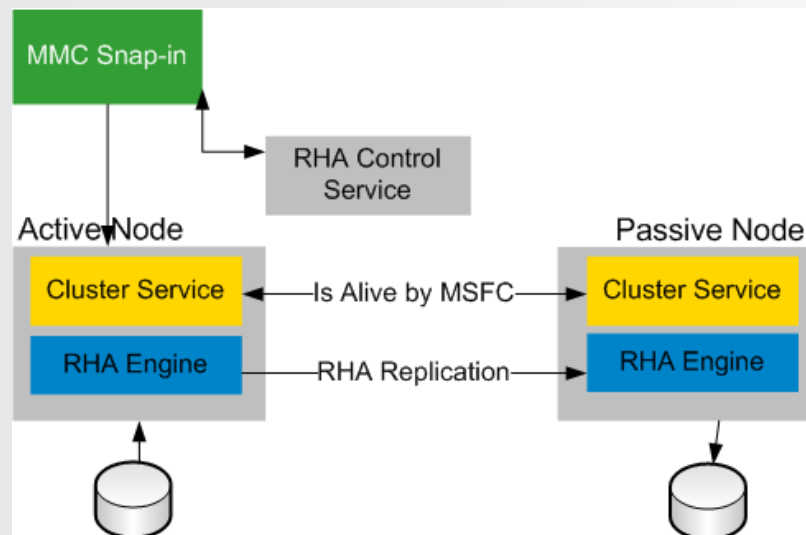 MMC Snap-in
RHA Control
Service
Active Node
Passive Node
Cluster Service
Is Alive by MSFC
Cluster Service
RHA Engine
RHA Replication
RHA Engine